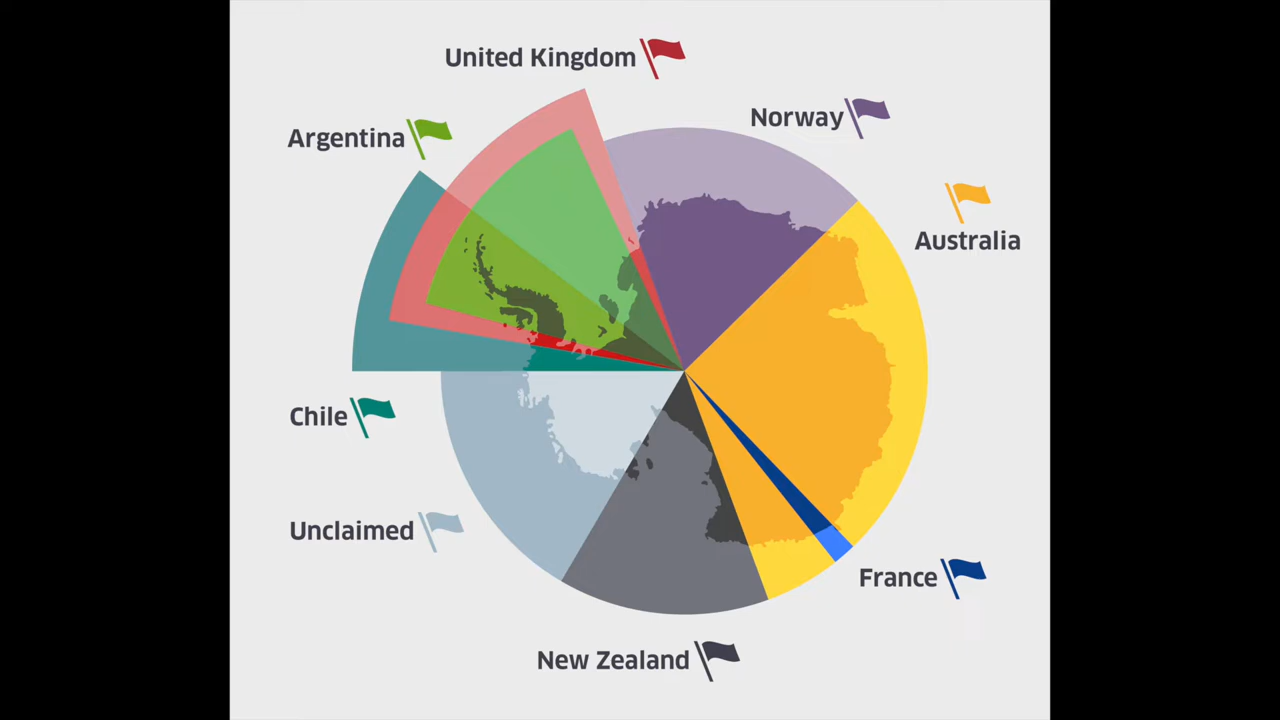 United Kingdom
Norway
Argentina
Australia
Chile
Unclaimed
France
New Zealand